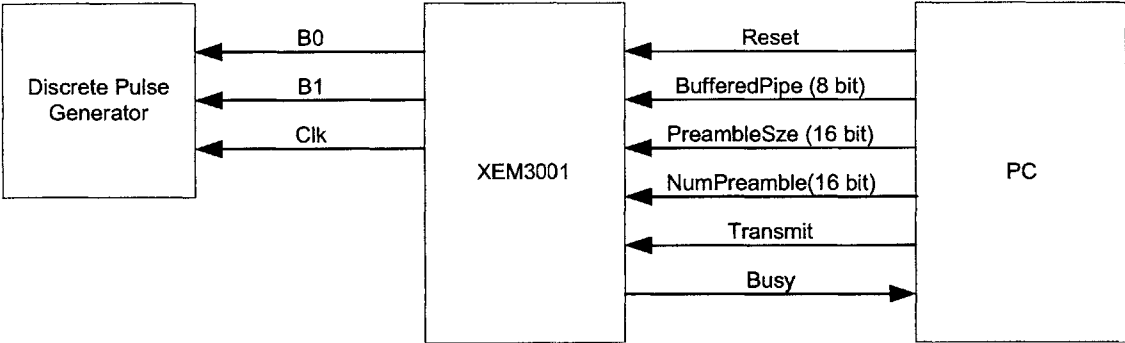 Discrete Pulse
Generator
B0
B1
Clk
XEM3001
Reset
BufferedPipe (8 bit)
PreambleSze (16 bit)
NumPreamble(16 bit)
Transmit
Busy
PC